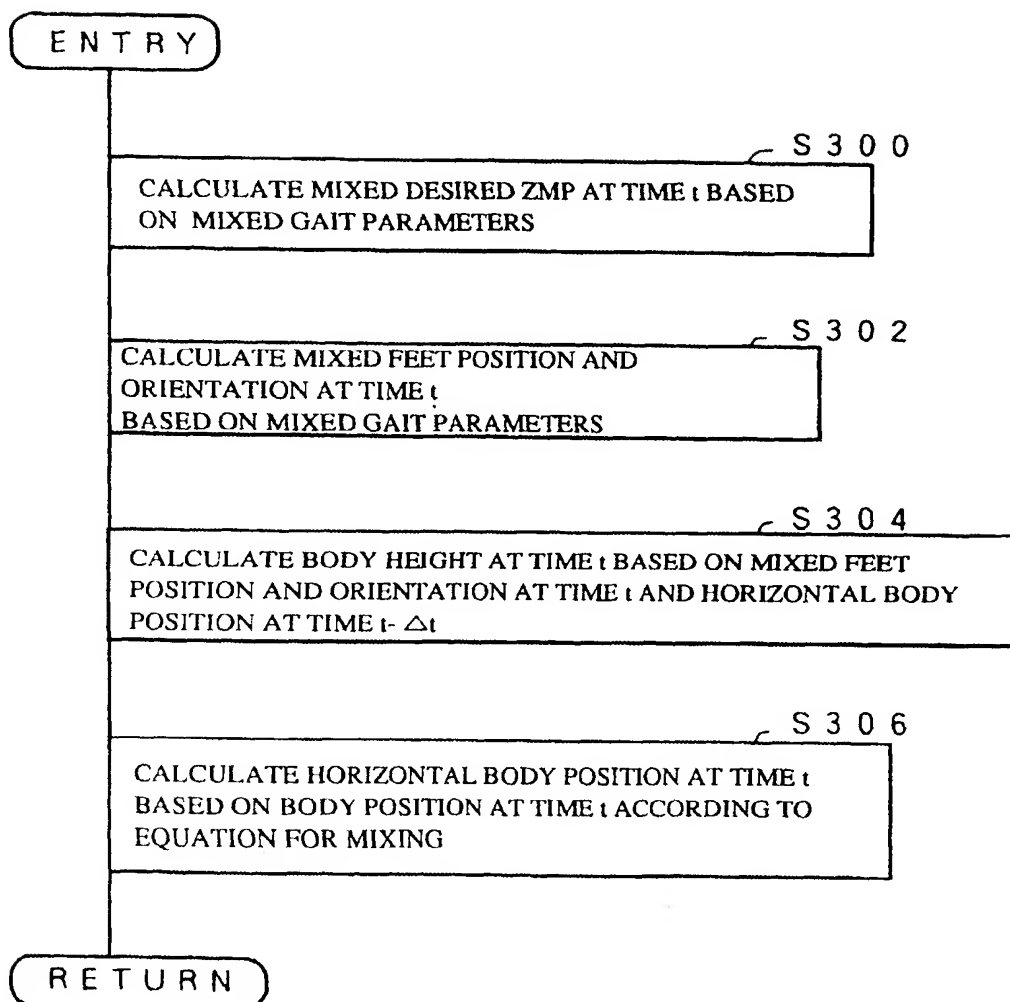 ENTRY
S300
CALCULATE MIXED DESIRED ZMP AT TIME t BASED
ON MIXED GAIT PARAMETERS
S302
CALCULATE MIXED FEET POSITION AND
ORIENTATION AT TIME t
BASED ON MIXED GAIT PARAMETERS
S304
CALCULATE BODY HEIGHT AT TIME t BASED ON MIXED FEET
POSITION AND ORIENTATION AT TIME t AND HORIZONTAL BODY
POSITION AT TIME t- △t
S306
CALCULATE HORIZONTAL BODY POSITION AT TIME t
BASED ON BODY POSITION AT TIME t ACCORDING TO
EQUATION FOR MIXING
RETURN